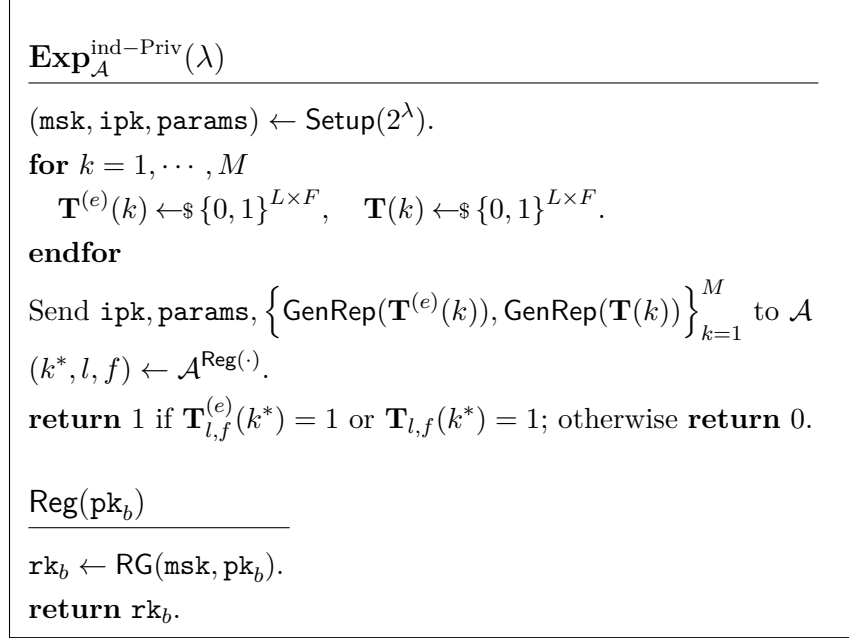 Exp_𝒜^{ind−Priv}(λ)
(msk, ipk, params) ← Setup(2^λ).
for k = 1, ⋯ , M
T^{(e)}(k) ←$ {0, 1}^{L×F}, T(k) ←$ {0, 1}^{L×F}.
endfor
Send ipk, params, {GenRep(T^{(e)}(k)), GenRep(T(k))}_{k=1}^{M} to 𝒜
(k*, l, f) ← 𝒜^{Reg(·)}.
return 1 if T^{(e)}_{l,f}(k*) = 1 or T_{l,f}(k*) = 1; otherwise return 0.
Reg(pk_b)
rk_b ← RG(msk, pk_b).
return rk_b.